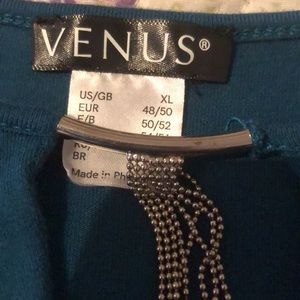 VENUS®
US/GB XL
EUR 48/50
F/B 50/52
BR
Made in Ph